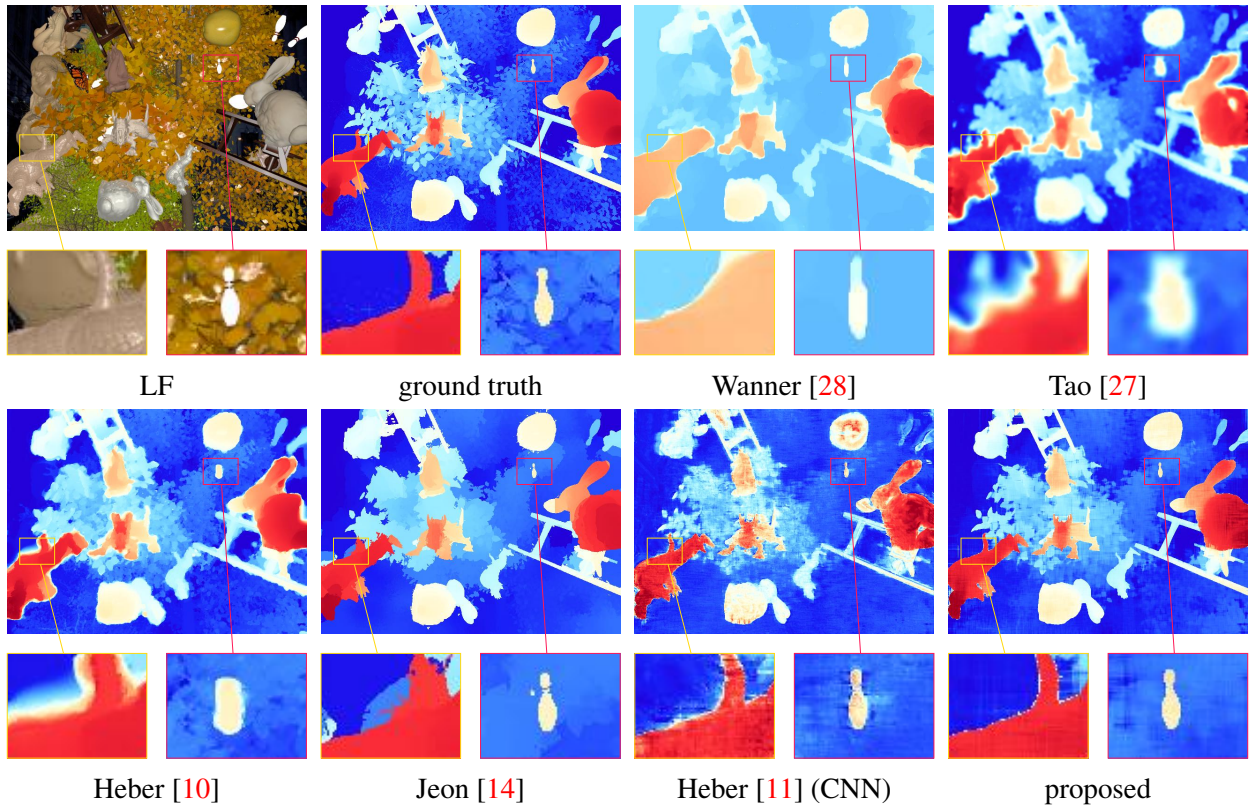 LF
ground truth
Wanner [28]
Tao [27]
Heber [10]
Jeon [14]
Heber [11] (CNN)
proposed